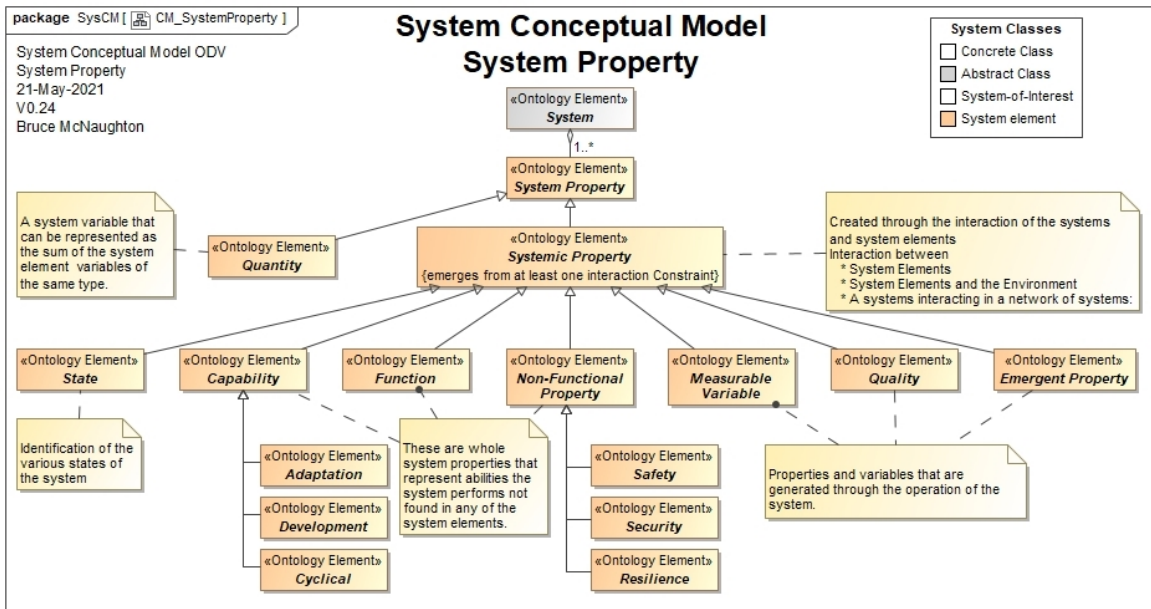 package SysCM [ CM_SystemProperty ]
System Conceptual Model ODV
System Property
21-May-2021
V0.24
Bruce McNaughton
System Conceptual Model
System Property
System Classes
Concrete Class
Abstract Class
System-of-Interest
System element
«Ontology Element»
System
1..*
«Ontology Element»
System Property
A system variable that
can be represented as
the sum of the system
element variables of
the same type.
«Ontology Element»
Quantity
«Ontology Element»
Systemic Property
{emerges from at least one interaction Constraint}
Created through the interaction of the systems
and system elements
Interaction between
* System Elements
* System Elements and the Environment
* A systems interacting in a network of systems:
«Ontology Element»
State
«Ontology Element»
Capability
«Ontology Element»
Function
«Ontology Element»
Non-Functional
Property
«Ontology Element»
Measurable
Variable
«Ontology Element»
Quality
«Ontology Element»
Emergent Property
Identification of the
various states of
the system
«Ontology Element»
Adaptation
«Ontology Element»
Development
«Ontology Element»
Cyclical
These are whole
system properties that
represent abilities the
system performs not
found in any of the
system elements.
«Ontology Element»
Safety
«Ontology Element»
Security
«Ontology Element»
Resilience
Properties and variables that are
generated through the operation of the
system.